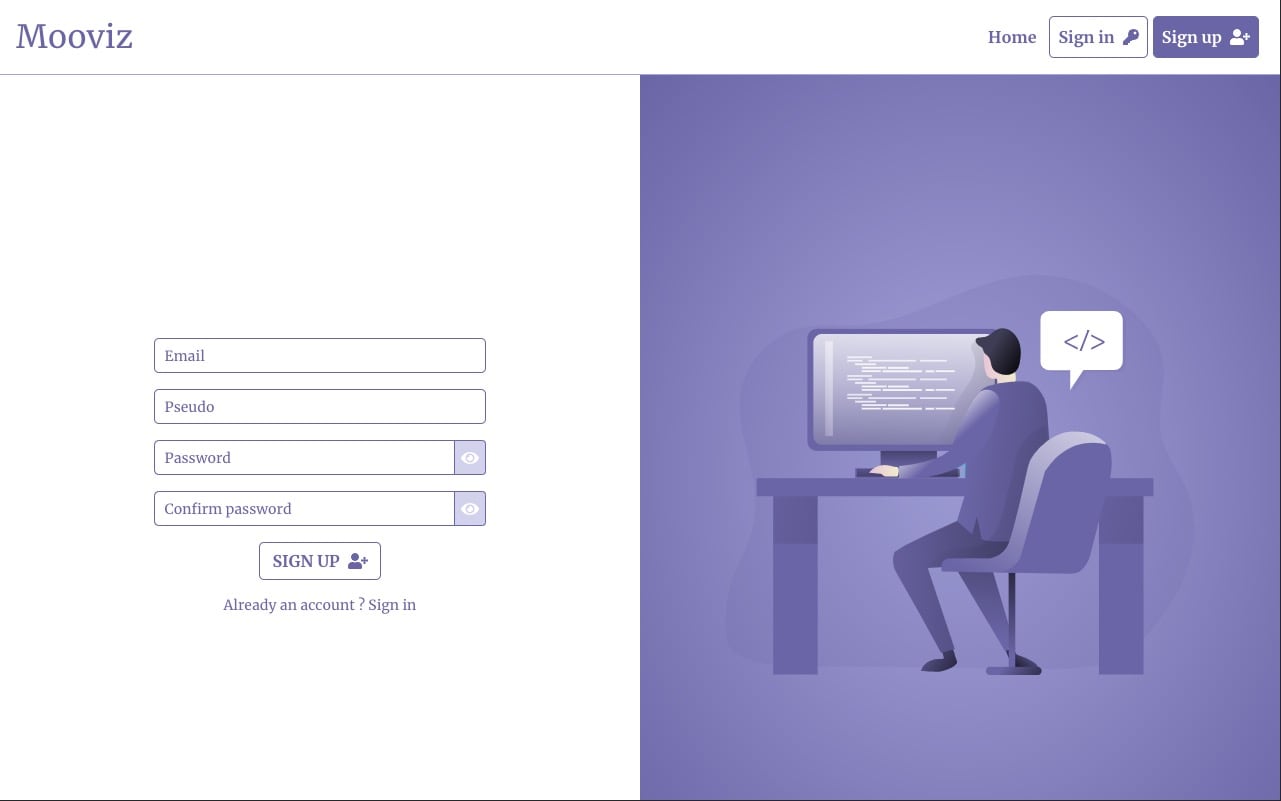 Mooviz
Home
Sign in
Sign up
Email
Pseudo
Password
Confirm password
SIGN UP
Already an account ? Sign in
</>